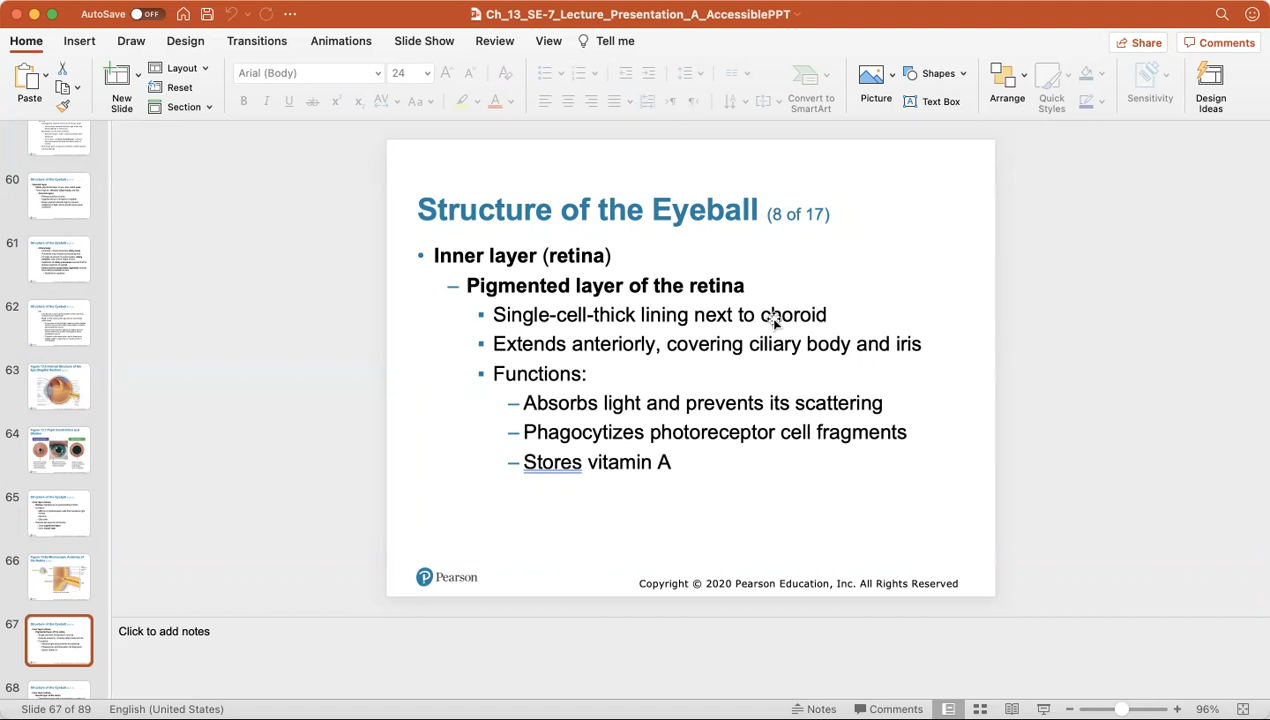 AutoSave OFF
Ch_13_SE-7_Lecture_Presentation_A_AccessiblePPT
Home Insert Draw Design Transitions Animations Slide Show Review View Tell me
Share Comments
Paste
New Slide
Layout
Reset
Section
Arial (Body) 24
Convert to SmartArt
Picture
Shapes
Text Box
Arrange
Quick Styles
Sensitivity
Design Ideas
60
61
62
63
64
65
66
67
68
Structure of the Eyeball (8 of 17)
• Inner layer (retina)
– Pigmented layer of the retina
▪ Single-cell-thick lining next to choroid
▪ Extends anteriorly, covering ciliary body and iris
▪ Functions:
– Absorbs light and prevents its scattering
– Phagocytizes photoreceptor cell fragments
– Stores vitamin A
Pearson
Copyright © 2020 Pearson Education, Inc. All Rights Reserved
Click to add notes
Slide 67 of 89 English (United States) Notes Comments 96%